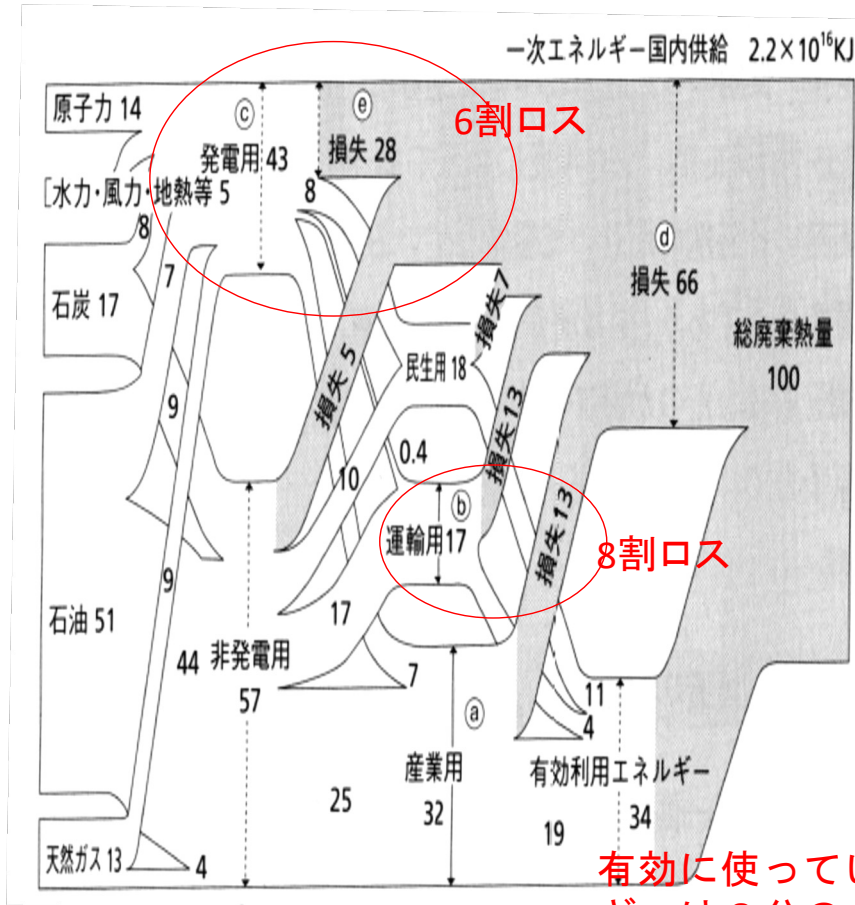 一次エネルギー国内供給 2.2×10¹⁶KJ
原子力 14
ⓒ
発電用 43
ⓔ
損失 28
6割ロス
[水力・風力・地熱等 5
8
8
7
石炭 17
ⓓ
損失 66
総廃棄熱量
100
損失 7
民生用 18
損失 5
9
0.4
損失 13
10
ⓑ
運輸用17
損失 13
8割ロス
9
石油 51
17
44
非発電用
57
7
ⓐ
11
4
産業用
32
有効利用エネルギー
25
19
34
天然ガス 13
4
有効に使ってい